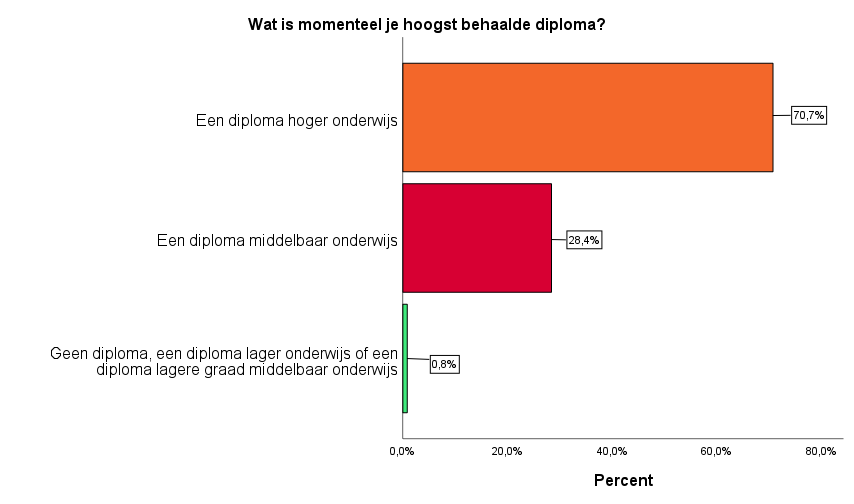 Wat is momenteel je hoogst behaalde diploma?
Een diploma hoger onderwijs
70,7%
Een diploma middelbaar onderwijs
28,4%
Geen diploma, een diploma lager onderwijs of een
diploma lagere graad middelbaar onderwijs
0,8%
0,0%
20,0%
40,0%
60,0%
80,0%
Percent